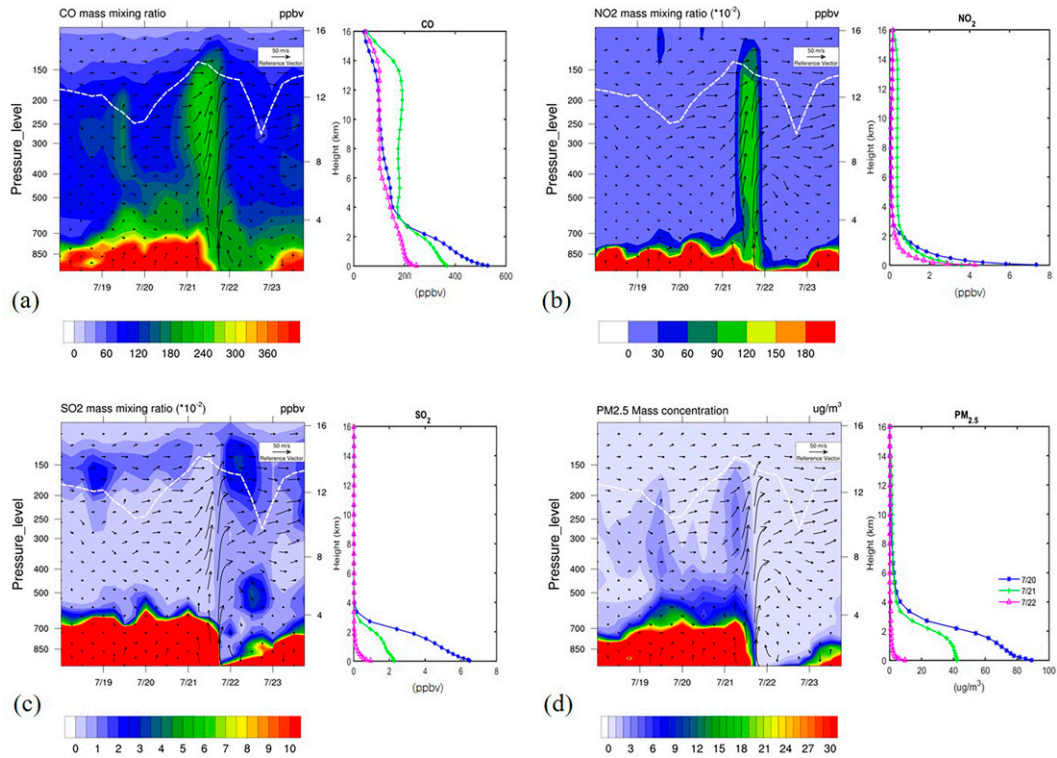 CO mass mixing ratio ppbv
50 m/s
Reference Vector
Pressure_level
150
200
250
300
400
500
700
850
16
12
8
4
7/19 7/20 7/21 7/22 7/23
0 60 120 180 240 300 360
CO
Height (km)
16
14
12
10
8
6
4
2
0
0 200 400 600
(ppbv)
(a)
NO2 mass mixing ratio (*10-2) ppbv
50 m/s
Reference Vector
Pressure_level
150
200
250
300
400
500
700
850
16
12
8
4
7/19 7/20 7/21 7/22 7/23
0 30 60 90 120 150 180
NO2
Height (km)
16
14
12
10
8
6
4
2
0
0 2 4 6 8
(ppbv)
(b)
SO2 mass mixing ratio (*10-2) ppbv
50 m/s
Reference Vector
Pressure_level
150
200
250
300
400
500
700
850
16
12
8
4
7/19 7/20 7/21 7/22 7/23
0 1 2 3 4 5 6 7 8 9 10
SO2
Height (km)
16
14
12
10
8
6
4
2
0
0 2 4 6 8
(ppbv)
(c)
PM2.5 Mass concentration ug/m3
50 m/s
Reference Vector
Pressure_level
150
200
250
300
400
500
700
850
16
12
8
4
7/19 7/20 7/21 7/22 7/23
0 3 6 9 12 15 18 21 24 27 30
PM2.5
Height (km)
16
14
12
10
8
6
4
2
0
7/20
7/21
7/22
0 20 40 60 80 100
(ug/m3)
(d)